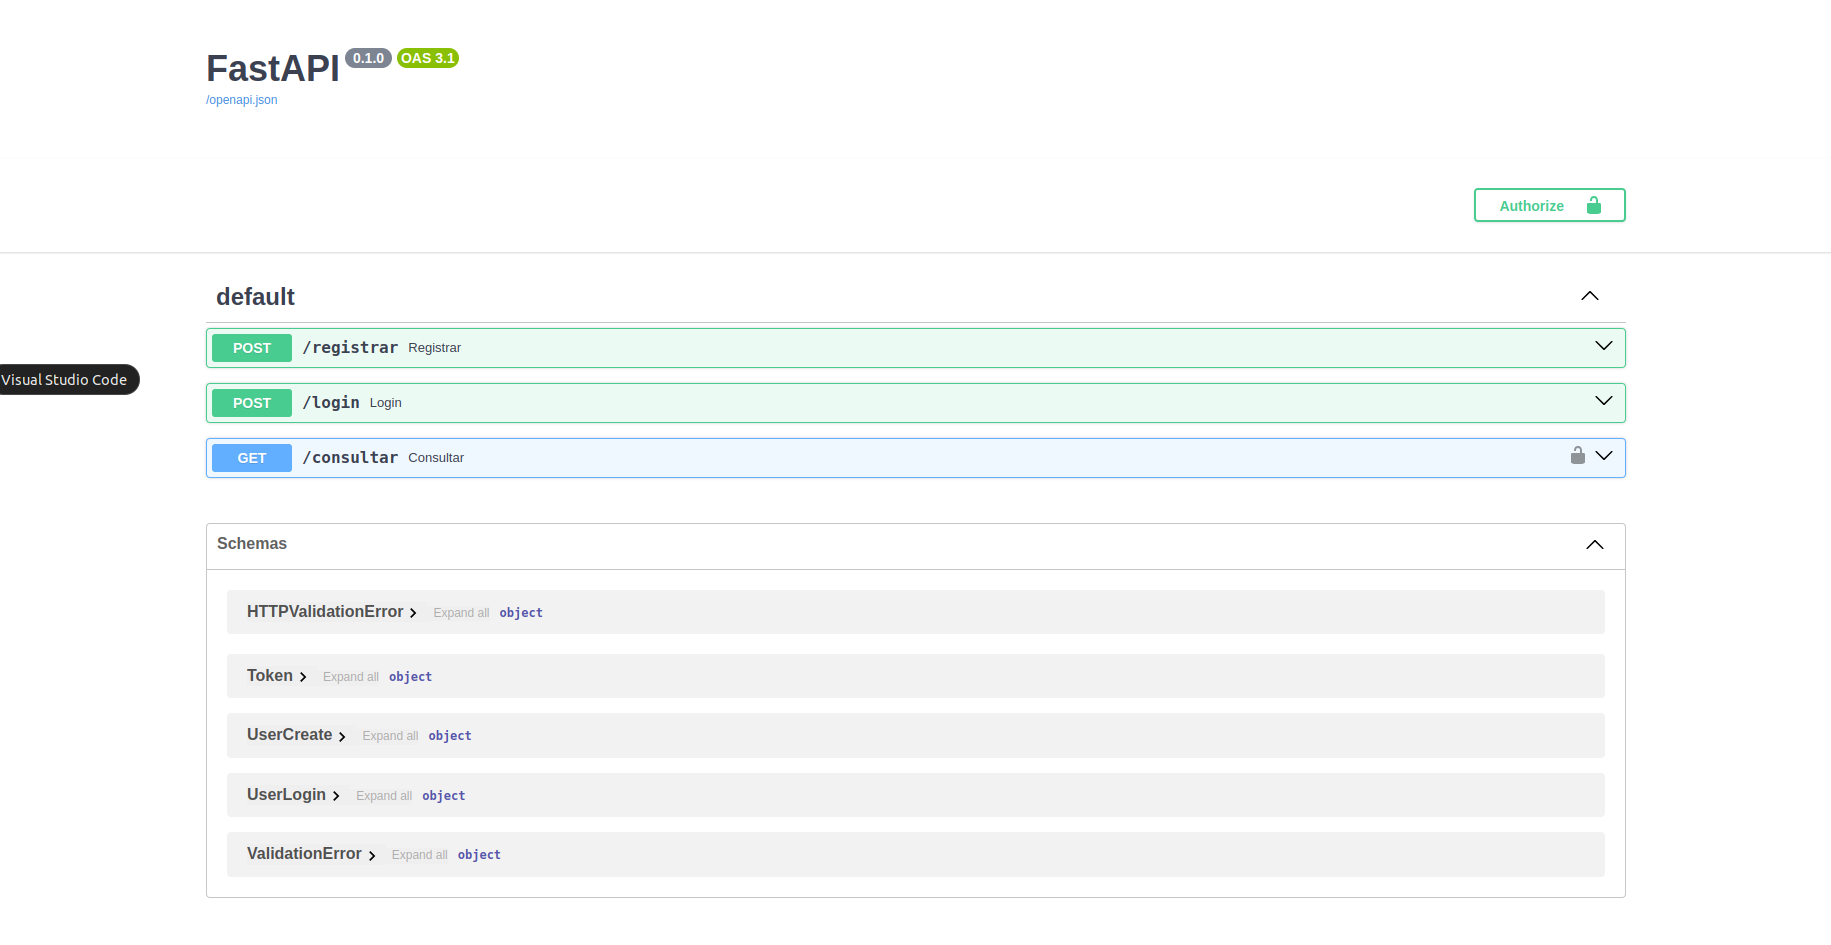 FastAPI 0.1.0 OAS 3.1
/openapi.json
Authorize
default
POST /registrar Registrar
Visual Studio Code
POST /login Login
GET /consultar Consultar
Schemas
HTTPValidationError Expand all object
Token Expand all object
UserCreate Expand all object
UserLogin Expand all object
ValidationError Expand all object